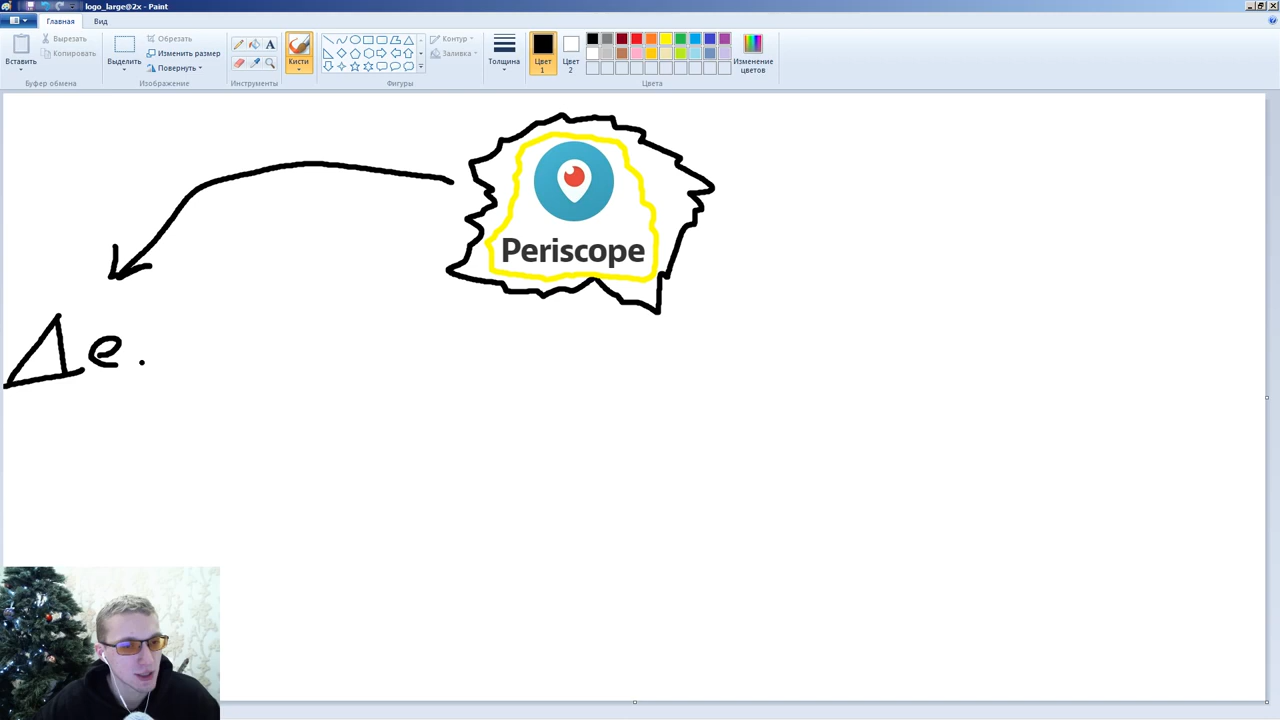 logo_large@2x - Paint
Главная Вид
Вставить
Вырезать
Копировать
Буфер обмена
Выделить
Обрезать
Изменить размер
Повернуть
Изображение
A
Инструменты
Кисти
Контур
Заливка
Фигуры
Толщина
Цвет 1
Цвет 2
Изменение цветов
Цвета
Periscope
Де.